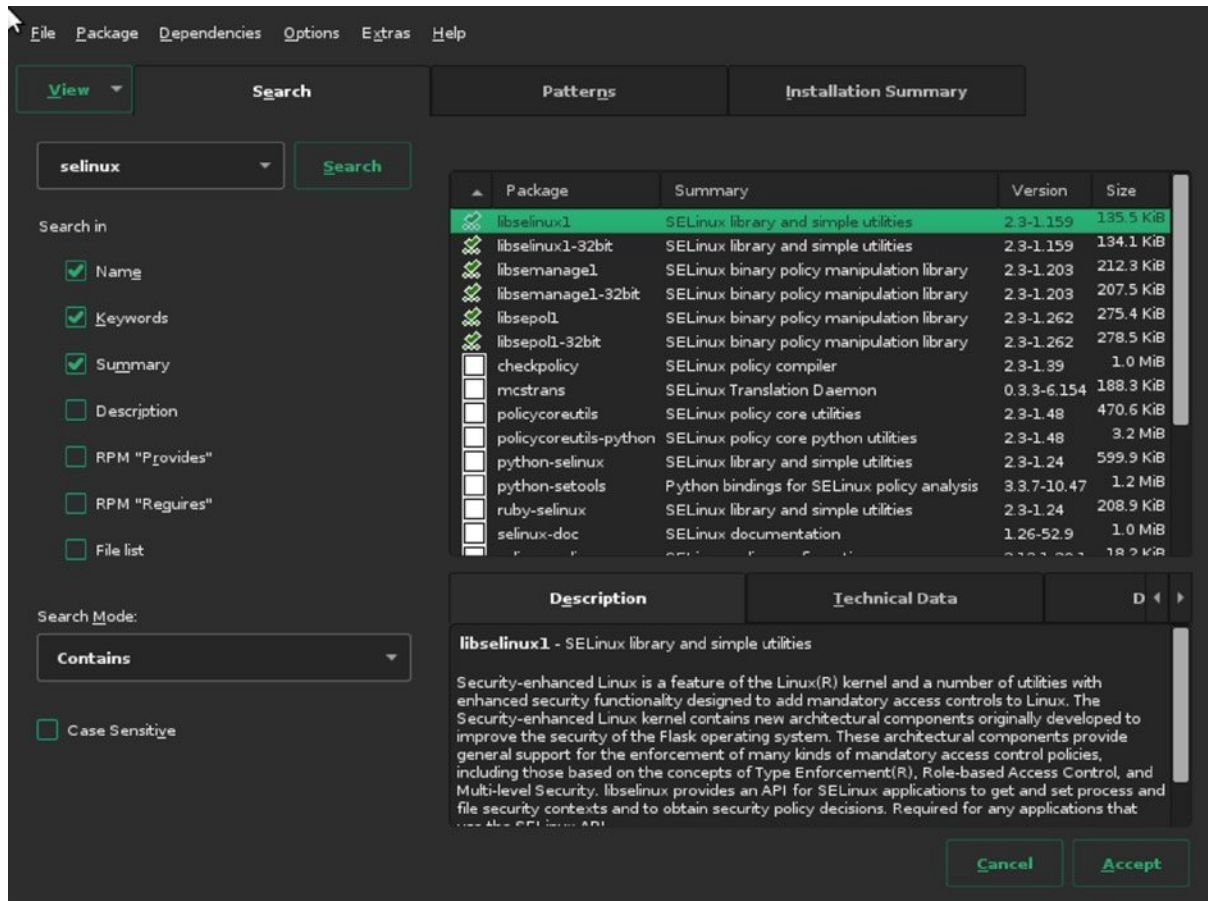 File Package Dependencies Options Extras Help
View Search Patterns Installation Summary
selinux Search
Search in
Name
Keywords
Summary
Description
RPM "Provides"
RPM "Requires"
File list
Search Mode:
Contains
Case Sensitive
Package Summary Version Size
libselinux1 SELinux library and simple utilities 2.3-1.159 135.5 KiB
libselinux1-32bit SELinux library and simple utilities 2.3-1.159 134.1 KiB
libsemanage1 SELinux binary policy manipulation library 2.3-1.203 212.3 KiB
libsemanage1-32bit SELinux binary policy manipulation library 2.3-1.203 207.5 KiB
libsepol1 SELinux binary policy manipulation library 2.3-1.262 275.4 KiB
libsepol1-32bit SELinux binary policy manipulation library 2.3-1.262 278.5 KiB
checkpolicy SELinux policy compiler 2.3-1.39 1.0 MiB
mcstrans SELinux Translation Daemon 0.3.3-6.154 188.3 KiB
policycoreutils SELinux policy core utilities 2.3-1.48 470.6 KiB
policycoreutils-python SELinux policy core python utilities 2.3-1.48 3.2 MiB
python-selinux SELinux library and simple utilities 2.3-1.24 599.9 KiB
python-setools Python bindings for SELinux policy analysis 3.3.7-10.47 1.2 MiB
ruby-selinux SELinux library and simple utilities 2.3-1.24 208.9 KiB
selinux-doc SELinux documentation 1.26-52.9 1.0 MiB
18.2 KiB
Description Technical Data D
libselinux1 - SELinux library and simple utilities
Security-enhanced Linux is a feature of the Linux(R) kernel and a number of utilities with
enhanced security functionality designed to add mandatory access controls to Linux. The
Security-enhanced Linux kernel contains new architectural components originally developed to
improve the security of the Flask operating system. These architectural components provide
general support for the enforcement of many kinds of mandatory access control policies,
including those based on the concepts of Type Enforcement(R), Role-based Access Control, and
Multi-level Security. libselinux provides an API for SELinux applications to get and set process and
file security contexts and to obtain security policy decisions. Required for any applications that
use the SELinux API
Cancel Accept